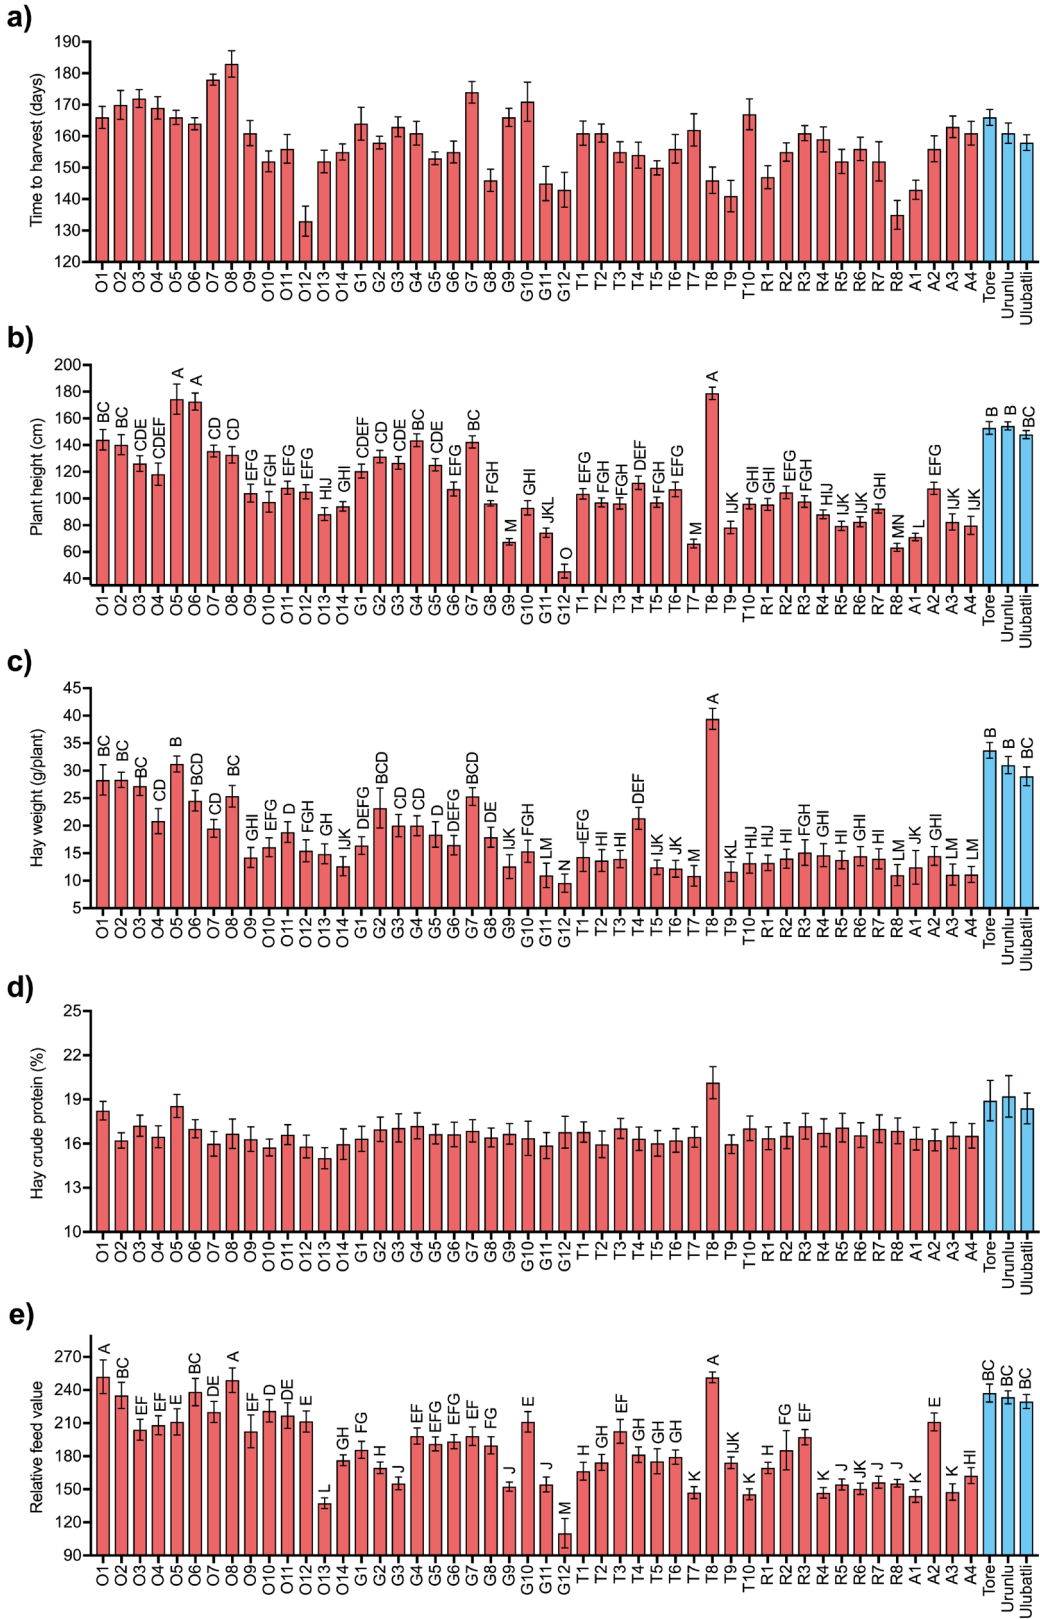 a)
Time to harvest (days)
190
180
170
160
150
140
130
120
O1 O2 O3 O4 O5 O6 O7 O8 O9 O10 O11 O12 O13 O14 G1 G2 G3 G4 G5 G6 G7 G8 G9 G10 G11 G12 T1 T2 T3 T4 T5 T6 T7 T8 T9 T10 R1 R2 R3 R4 R5 R6 R7 R8 A1 A2 A3 A4 Tore Urunlu Ulubatli
b)
Plant height (cm)
200
180
160
140
120
100
80
60
40
BC BC CDE CDEF A A CD CD EFG FGH EFG EFG HIJ GHI CDEF CD CDE BC CDE EFG BC FGH M GHI JKL O EFG FGH FGH DEF FGH EFG M A IJK GHI GHI EFG FGH HIJ IJK IJK GHI MN L EFG IJK IJK B B BC
O1 O2 O3 O4 O5 O6 O7 O8 O9 O10 O11 O12 O13 O14 G1 G2 G3 G4 G5 G6 G7 G8 G9 G10 G11 G12 T1 T2 T3 T4 T5 T6 T7 T8 T9 T10 R1 R2 R3 R4 R5 R6 R7 R8 A1 A2 A3 A4 Tore Urunlu Ulubatli
c)
Hay weight (g/plant)
45
40
35
30
25
20
15
10
5
BC BC BC CD B BCD CD BC GHI EFG D FGH GH IJK DEFG BCD CD CD D DEFG BCD DE IJK FGH LM N EFG HI HI DEF IJK JK M A KL HIJ HIJ HI FGH GHI HI GHI HI LM JK GHI LM LM B B BC
O1 O2 O3 O4 O5 O6 O7 O8 O9 O10 O11 O12 O13 O14 G1 G2 G3 G4 G5 G6 G7 G8 G9 G10 G11 G12 T1 T2 T3 T4 T5 T6 T7 T8 T9 T10 R1 R2 R3 R4 R5 R6 R7 R8 A1 A2 A3 A4 Tore Urunlu Ulubatli
d)
Hay crude protein (%)
25
22
19
16
13
10
O1 O2 O3 O4 O5 O6 O7 O8 O9 O10 O11 O12 O13 O14 G1 G2 G3 G4 G5 G6 G7 G8 G9 G10 G11 G12 T1 T2 T3 T4 T5 T6 T7 T8 T9 T10 R1 R2 R3 R4 R5 R6 R7 R8 A1 A2 A3 A4 Tore Urunlu Ulubatli
e)
Relative feed value
270
240
210
180
150
120
90
A BC EF EF E BC DE A EF D DE E L GH FG H J EF EFG EFG EF FG J E J M H GH EF GH GH GH K A IJK K H FG EF K J JK J J K E K HI BC BC BC
O1 O2 O3 O4 O5 O6 O7 O8 O9 O10 O11 O12 O13 O14 G1 G2 G3 G4 G5 G6 G7 G8 G9 G10 G11 G12 T1 T2 T3 T4 T5 T6 T7 T8 T9 T10 R1 R2 R3 R4 R5 R6 R7 R8 A1 A2 A3 A4 Tore Urunlu Ulubatli